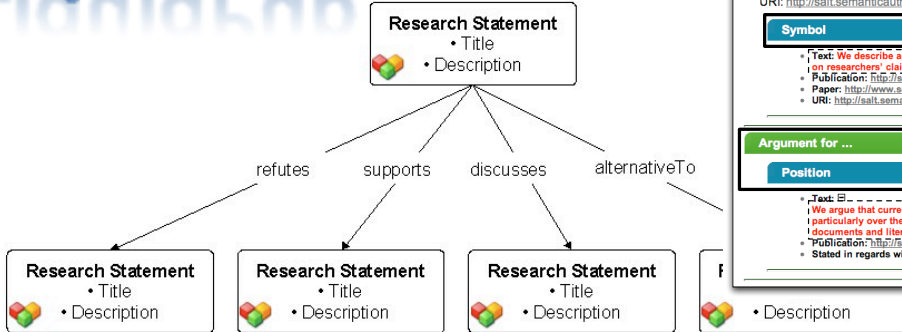 Research Statement
• Title
• Description
refutes
supports
discusses
alternativeTo
Research Statement
• Title
• Description
Research Statement
• Title
• Description
Research Statement
• Title
• Description
• Description
URI: http://salt.semanticaut
Symbol
Text: We describe a
on researchers' clai
Publication: http://s
Paper: http://www.s
URI: http://salt.sema
Argument for ...
Position
Text:
We argue that curre
particularly over the
documents and liter
Publication: http://s
Stated in regards wi